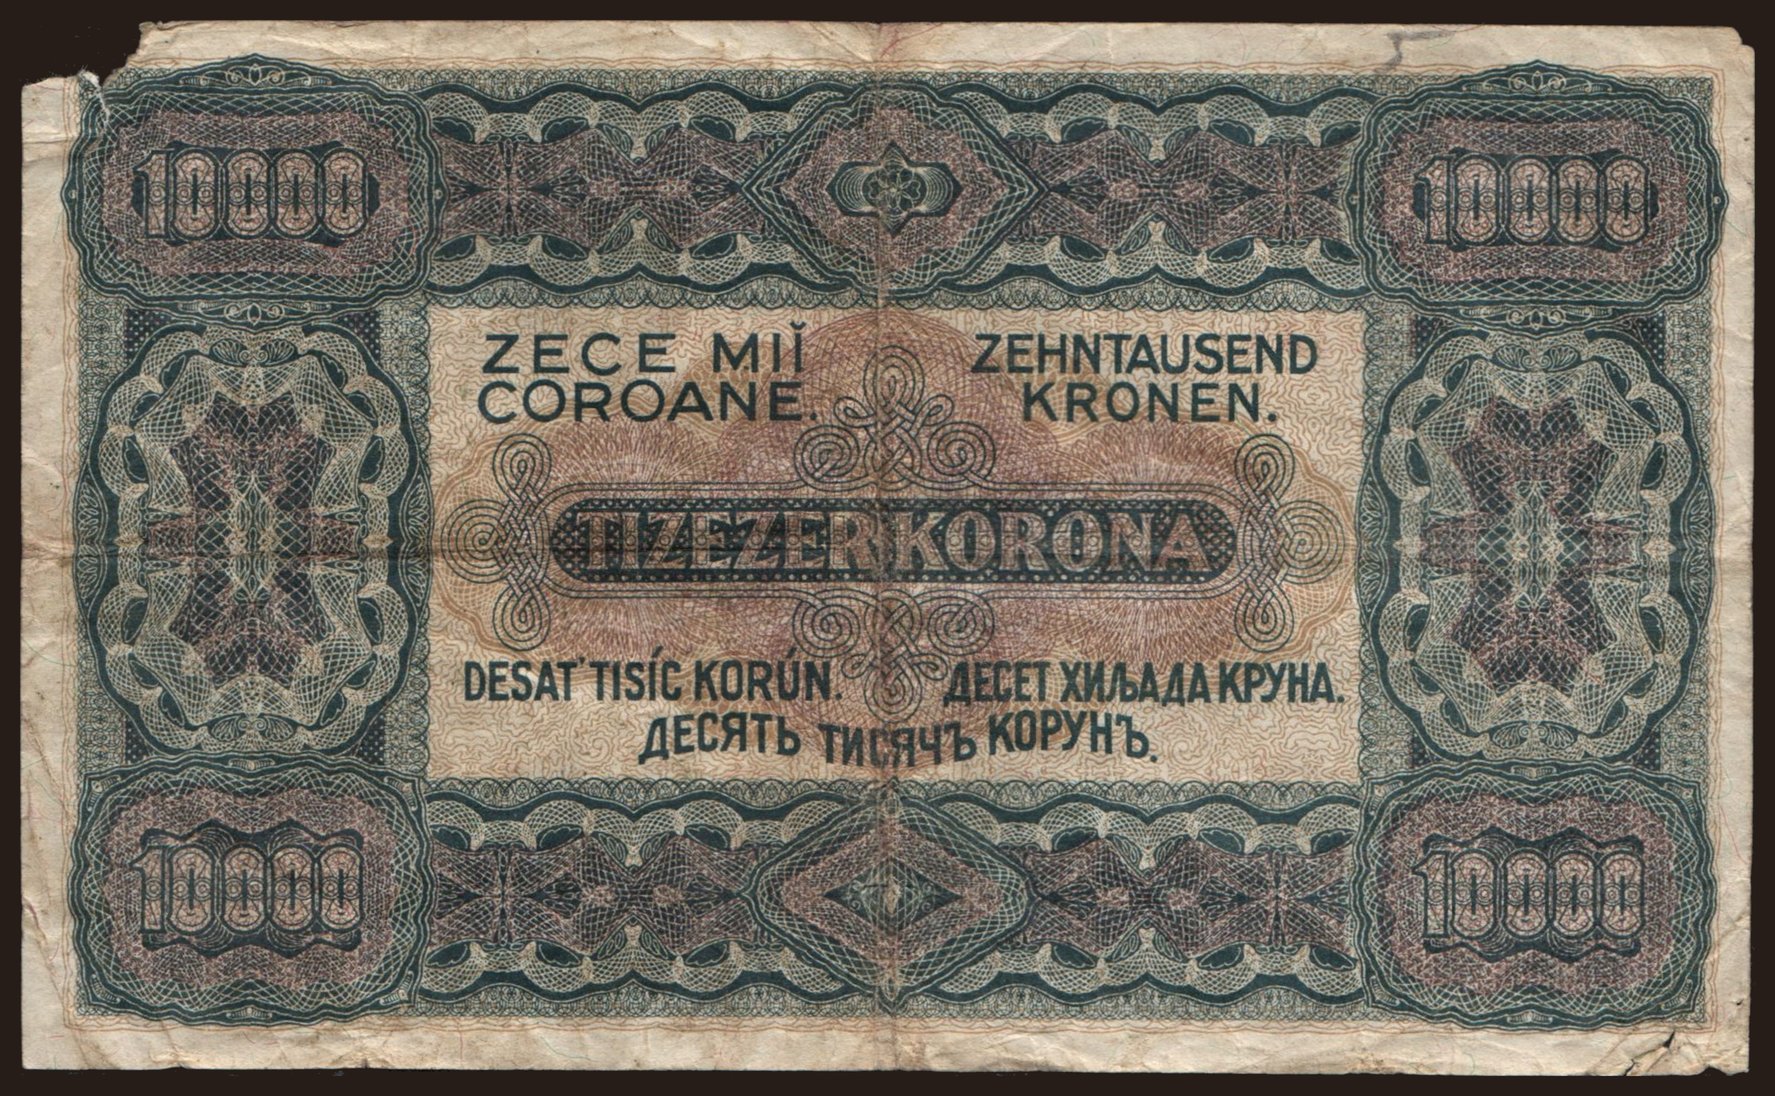 10000 10000
ZECE MIĬ
COROANE.
ZEHNTAUSEND
KRONEN.
TIZEZER KORONA
DESAŤ TISÍC KORÚN.
ДЕСЕТ ХИЉАДА КРУНА.
ДЕСЯТЬ ТИСЯЧЪ КОРУНЪ.
10000 10000